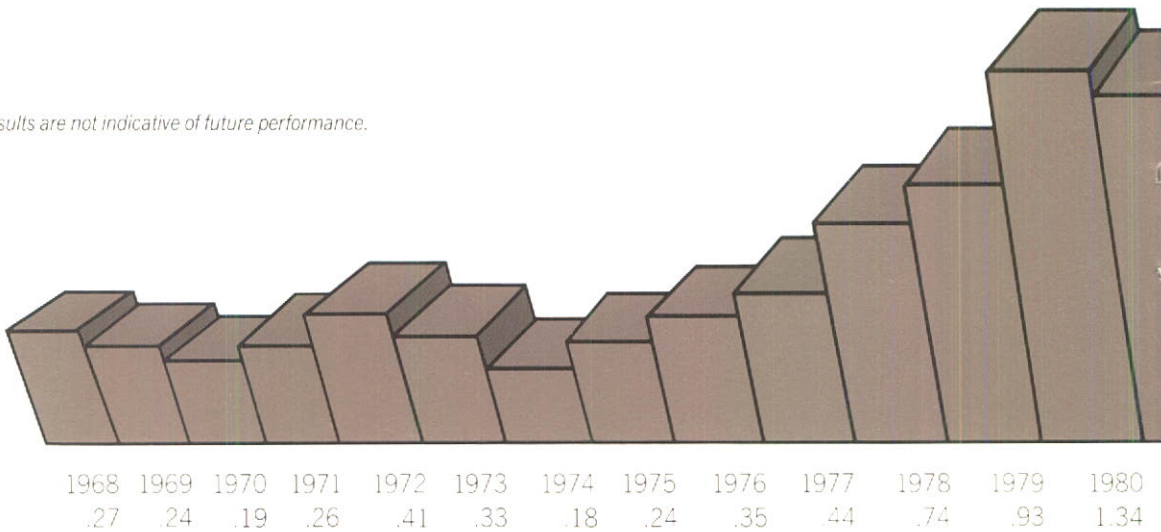 sults are not indicative of future performance.
1968 1969 1970 1971 1972 1973 1974 1975 1976 1977 1978 1979 1980
.27 .24 .19 .26 .41 .33 .18 .24 .35 .44 .74 .93 1.34